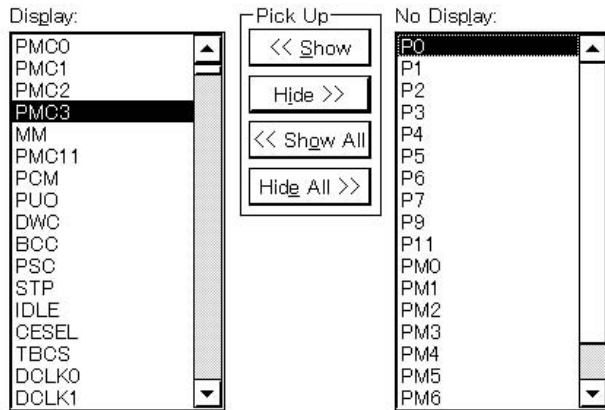 Display:
PMC0
PMC1
PMC2
PMC3
MM
PMC11
PCM
PUO
DWC
BCC
PSC
STP
IDLE
CESEL
TBCS
DCLK0
DCLK1
Pick Up
<< Show
Hide >>
<< Show All
Hide All >>
No Display:
P0
P1
P2
P3
P4
P5
P6
P7
P9
P11
PM0
PM1
PM2
PM3
PM4
PM5
PM6